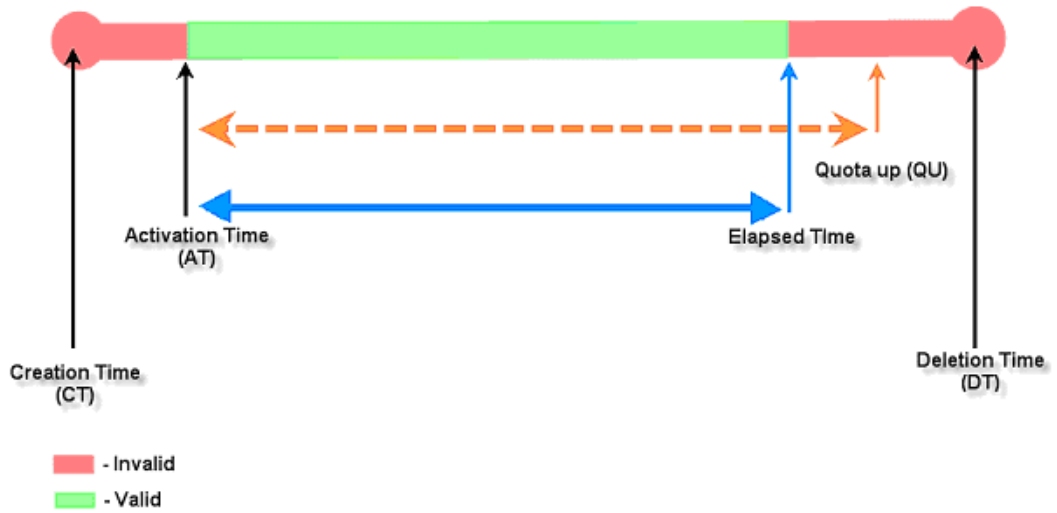 Quota up (QU)
Activation Time
(AT)
Elapsed TIme
Creation Time
(CT)
Deletion Time
(DT)
- Invalid
- Valid